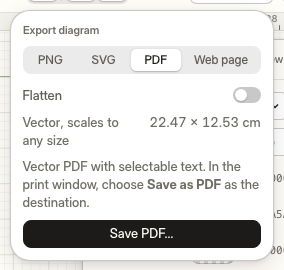 Export diagram
PNG SVG PDF Web page
Flatten
Vector, scales to any size 22.47 × 12.53 cm
Vector PDF with selectable text. In the
print window, choose Save as PDF as the
destination.
Save PDF...